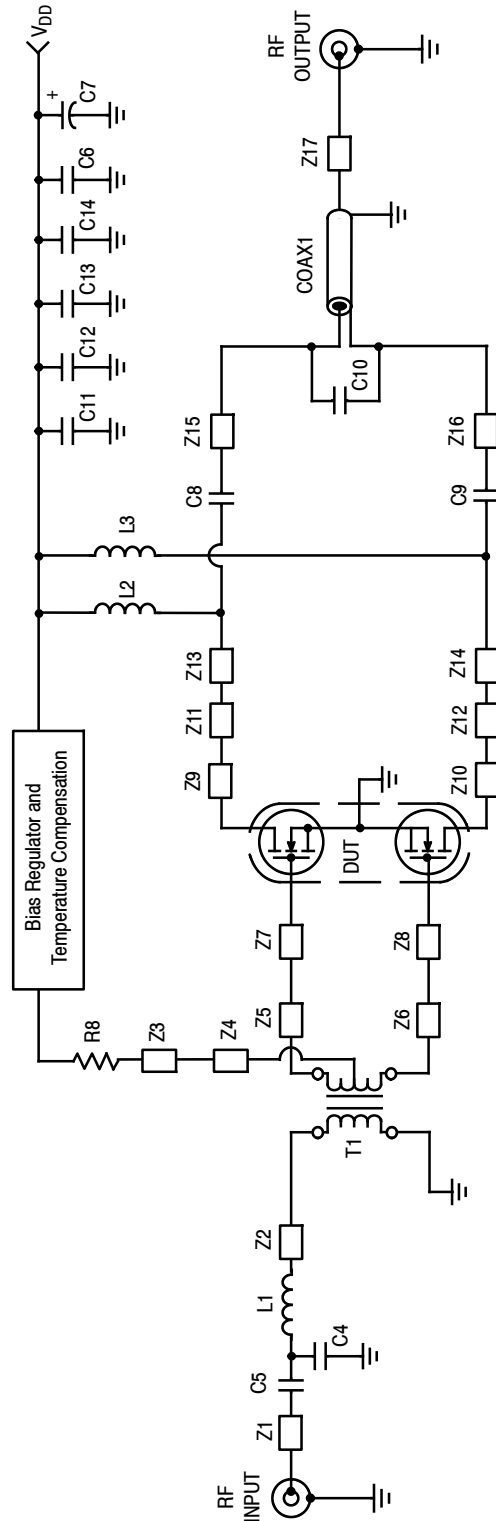 V_DD
+
C7
C6
C14
C13
C12
C11
L3
L2
Bias Regulator and
Temperature Compensation
R8
Z3
Z4
RF
INPUT
Z1
C5
C4
L1
Z2
T1
Z5
Z7
Z6
Z8
DUT
Z9
Z11
Z13
Z10
Z12
Z14
C8
Z15
C9
Z16
C10
COAX1
Z17
RF
OUTPUT